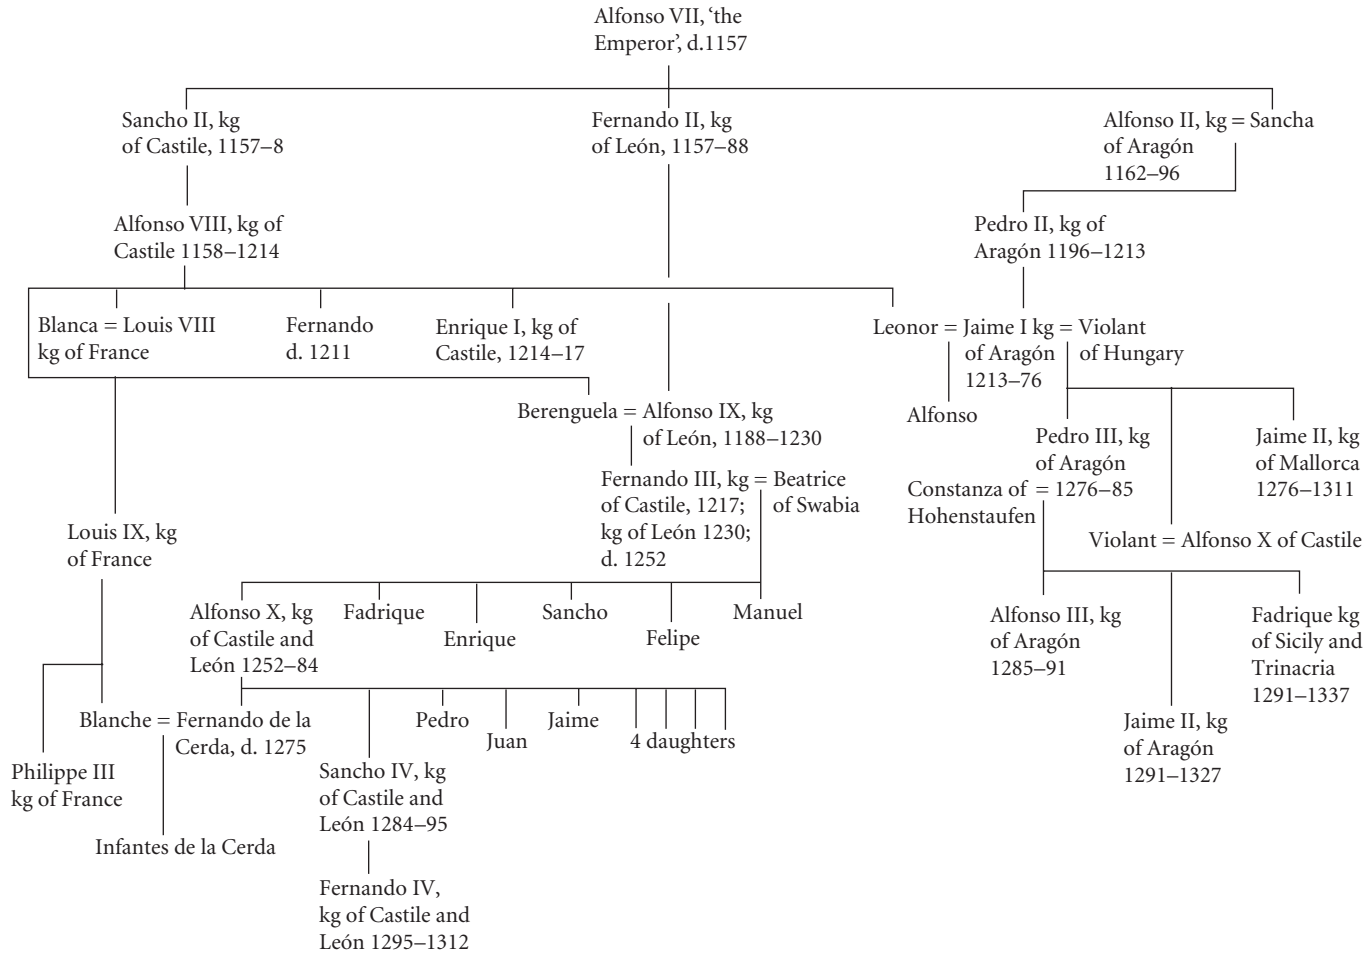 Alfonso VII, ‘the
Emperor’, d.1157
Sancho II, kg
of Castile, 1157–8
Fernando II, kg
of León, 1157–88
Alfonso II, kg = Sancha
of Aragón
1162–96
Alfonso VIII, kg of
Castile 1158–1214
Pedro II, kg of
Aragón 1196–1213
Blanca = Louis VIII
kg of France
Fernando
d. 1211
Enrique I, kg of
Castile, 1214–17
Leonor = Jaime I kg = Violant
of Aragón
1213–76
of Hungary
Berenguela = Alfonso IX, kg
of León, 1188–1230
Alfonso
Pedro III, kg
of Aragón
= 1276–85
Constanza of
Hohenstaufen
Jaime II, kg
of Mallorca
1276–1311
Fernando III, kg = Beatrice
of Castile, 1217;
kg of León 1230;
d. 1252
of Swabia
Violant = Alfonso X of Castile
Louis IX, kg
of France
Alfonso X, kg
of Castile and
León 1252–84
Fadrique
Enrique
Sancho
Felipe
Manuel
Alfonso III, kg
of Aragón
1285–91
Fadrique kg
of Sicily and
Trinacria
1291–1337
Jaime II, kg
of Aragón
1291–1327
Blanche = Fernando de la
Cerda, d. 1275
Pedro
Juan
Jaime
4 daughters
Philippe III
kg of France
Sancho IV, kg
of Castile and
León 1284–95
Infantes de la Cerda
Fernando IV,
kg of Castile and
León 1295–1312